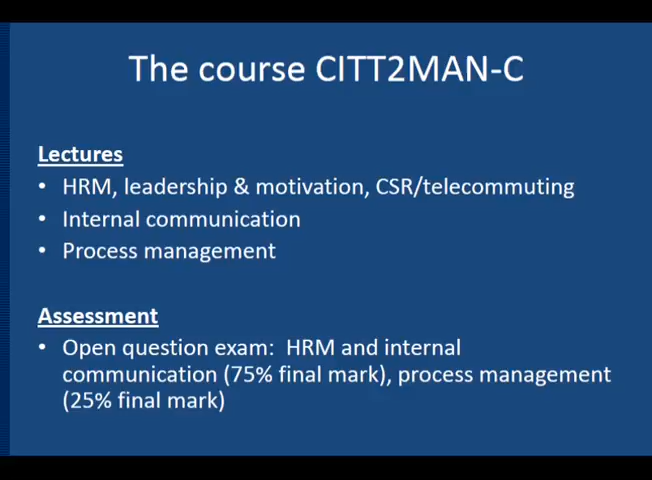 The course CITT2MAN-C
Lectures
• HRM, leadership & motivation, CSR/telecommuting
• Internal communication
• Process management
Assessment
• Open question exam:  HRM and internal
communication (75% final mark), process management
(25% final mark)